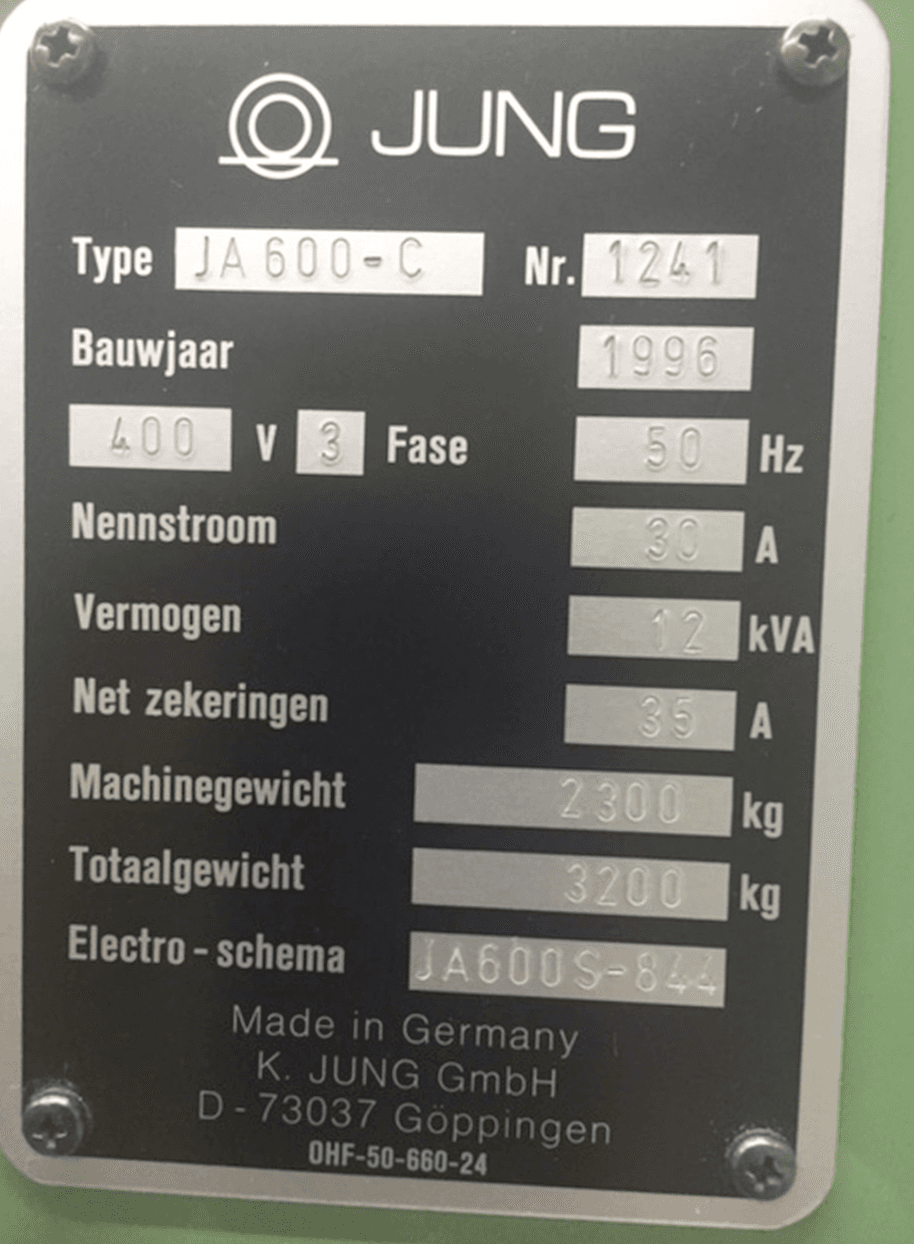 JUNG
Type JA600-C Nr. 1241
Bauwjaar 1996
400 V 3 Fase 50 Hz
Nennstroom 30 A
Vermogen 12 kVA
Net zekeringen 35 A
Machinegewicht 2300 kg
Totaalgewicht 3200 kg
Electro-schema JA600S-844
Made in Germany
K. JUNG GmbH
D-73037 Göppingen
OHF-50-660-24